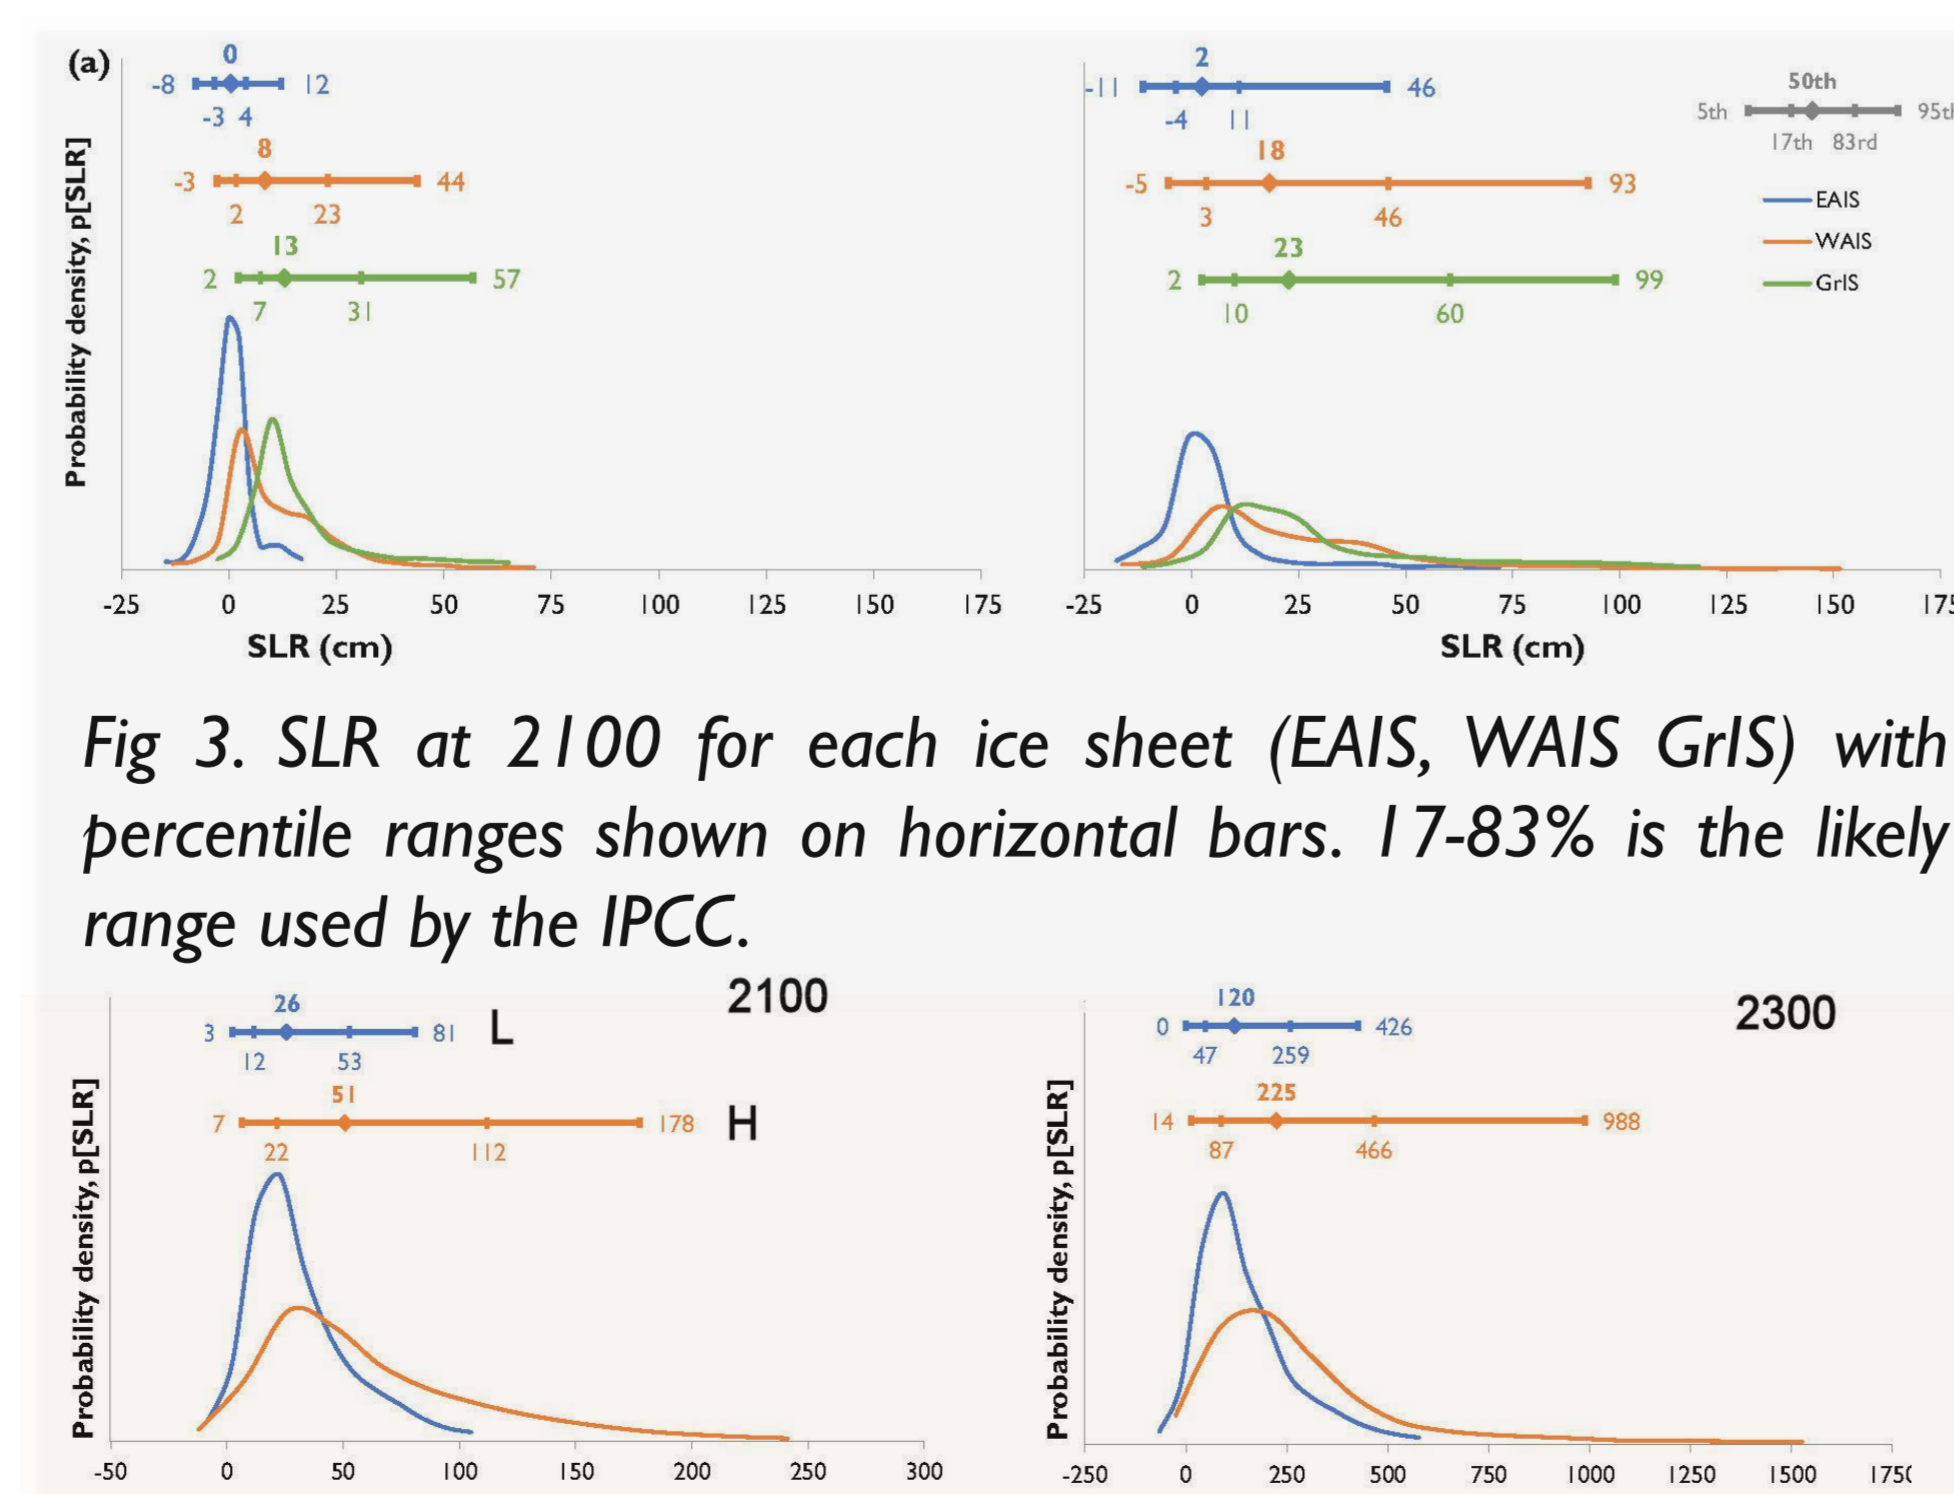 (a)
0
-8 12
-3 4
8
-3 44
2 23
13
2 57
7 31
Probability density, p[SLR]
-25 0 25 50 75 100 125 150 175
SLR (cm)
2
-11 46
-4 11
18
-5 93
3 46
23
2 99
10 60
50th
5th
17th 83rd
EAIS
WAIS
GrIS
-25 0 25 50 75 100 125 150
SLR (cm)
Fig 3. SLR at 2100 for each ice sheet (EAIS, WAIS GrIS) with
percentile ranges shown on horizontal bars. 17-83% is the likely
range used by the IPCC.
2100
26
3 81 L
12 53
51
7 178 H
22 112
Probability density, p[SLR]
-50 0 50 100 150 200 250 300
2300
120
0 426
47 259
225
14 988
87 466
Probability density, p[SLR]
-250 0 250 500 750 1000 1250 1500